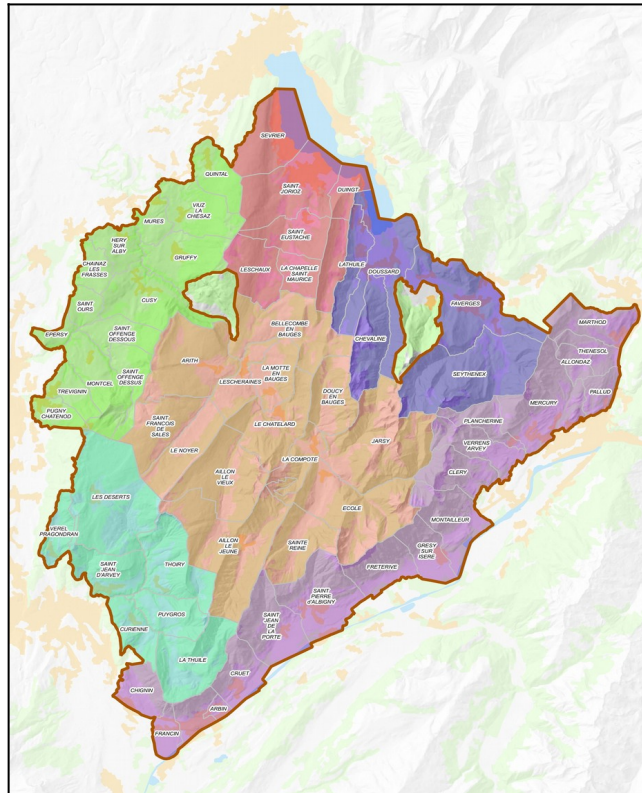 SEVRIER
QUINTAL
SAINT
JORIOZ
DUINGT
VIUZ
LA
CHIESAZ
MURES
SAINT
EUSTACHE
HERY
SUR
ALBY
GRUFFY
LESCHAUX
LA CHAPELLE
SAINT
MAURICE
LATHUILE
DOUSSARD
CHAINAZ
LES
FRASSES
SAINT
OURS
CUSY
FAVERGES
MARTHOD
EPERSY
SAINT
OFFENGE
DESSOUS
BELLECOMBE
EN
BAUGES
CHEVALINE
THENESOL
ALLONDAZ
ARITH
SAINT
OFFENGE
DESSUS
LA MOTTE
EN
BAUGES
LESCHERAINES
SEYTHENEX
MONTCEL
TREVIGNIN
DOUCY
EN
BAUGES
MERCURY
PALLUD
PUGNY
CHATENOD
SAINT
FRANCOIS
DE
SALES
LE CHATELARD
PLANCHERINE
JARSY
VERRENS
ARVEY
LE NOYER
LA COMPOTE
AILLON
LE
VIEUX
CLERY
LES DESERTS
ECOLE
MONTAILLEUR
VEREL
PRAGONDRAN
AILLON
LE
JEUNE
SAINTE
REINE
GRESY
SUR
ISERE
SAINT
JEAN
D'ARVEY
THOIRY
FRETERIVE
SAINT
PIERRE
d'ALBIGNY
PUYGROS
SAINT
JEAN
DE
LA
PORTE
CURIENNE
LA THUILE
CRUET
CHIGNIN
ARBIN
FRANCIN